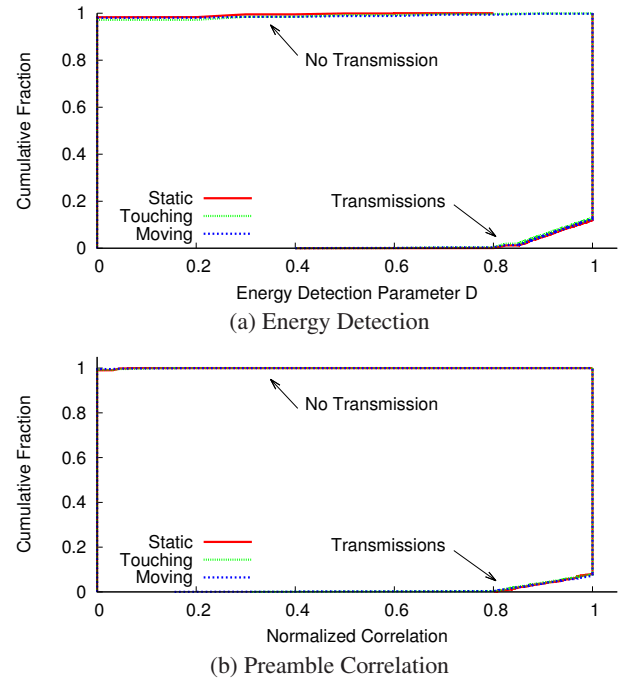 1
0.8
0.6
0.4
0.2
0
Cumulative Fraction
No Transmission
Static
Touching
Moving
Transmissions
0 0.2 0.4 0.6 0.8 1
Energy Detection Parameter D
(a) Energy Detection
1
0.8
0.6
0.4
0.2
0
Cumulative Fraction
No Transmission
Static
Touching
Moving
Transmissions
0 0.2 0.4 0.6 0.8 1
Normalized Correlation
(b) Preamble Correlation